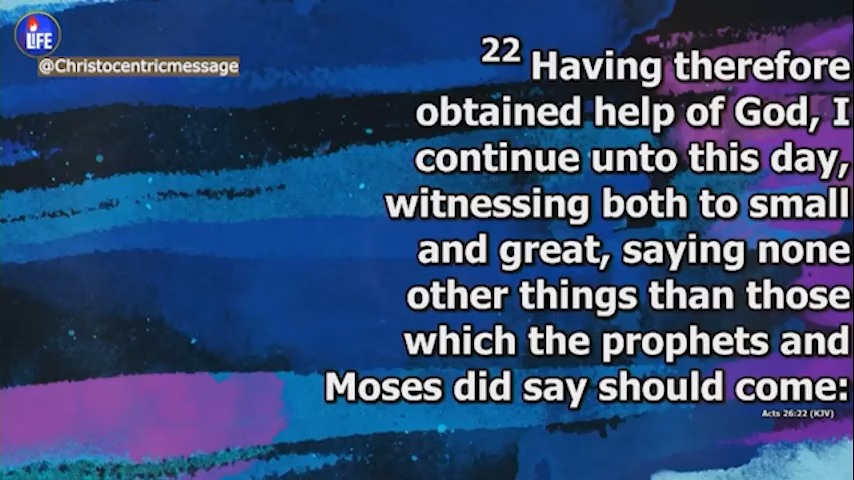 LIFE
@Christocentricmessage
22 Having therefore
obtained help of God, I
continue unto this day,
witnessing both to small
and great, saying none
other things than those
which the prophets and
Moses did say should come:
Acts 26:22 (KJV)